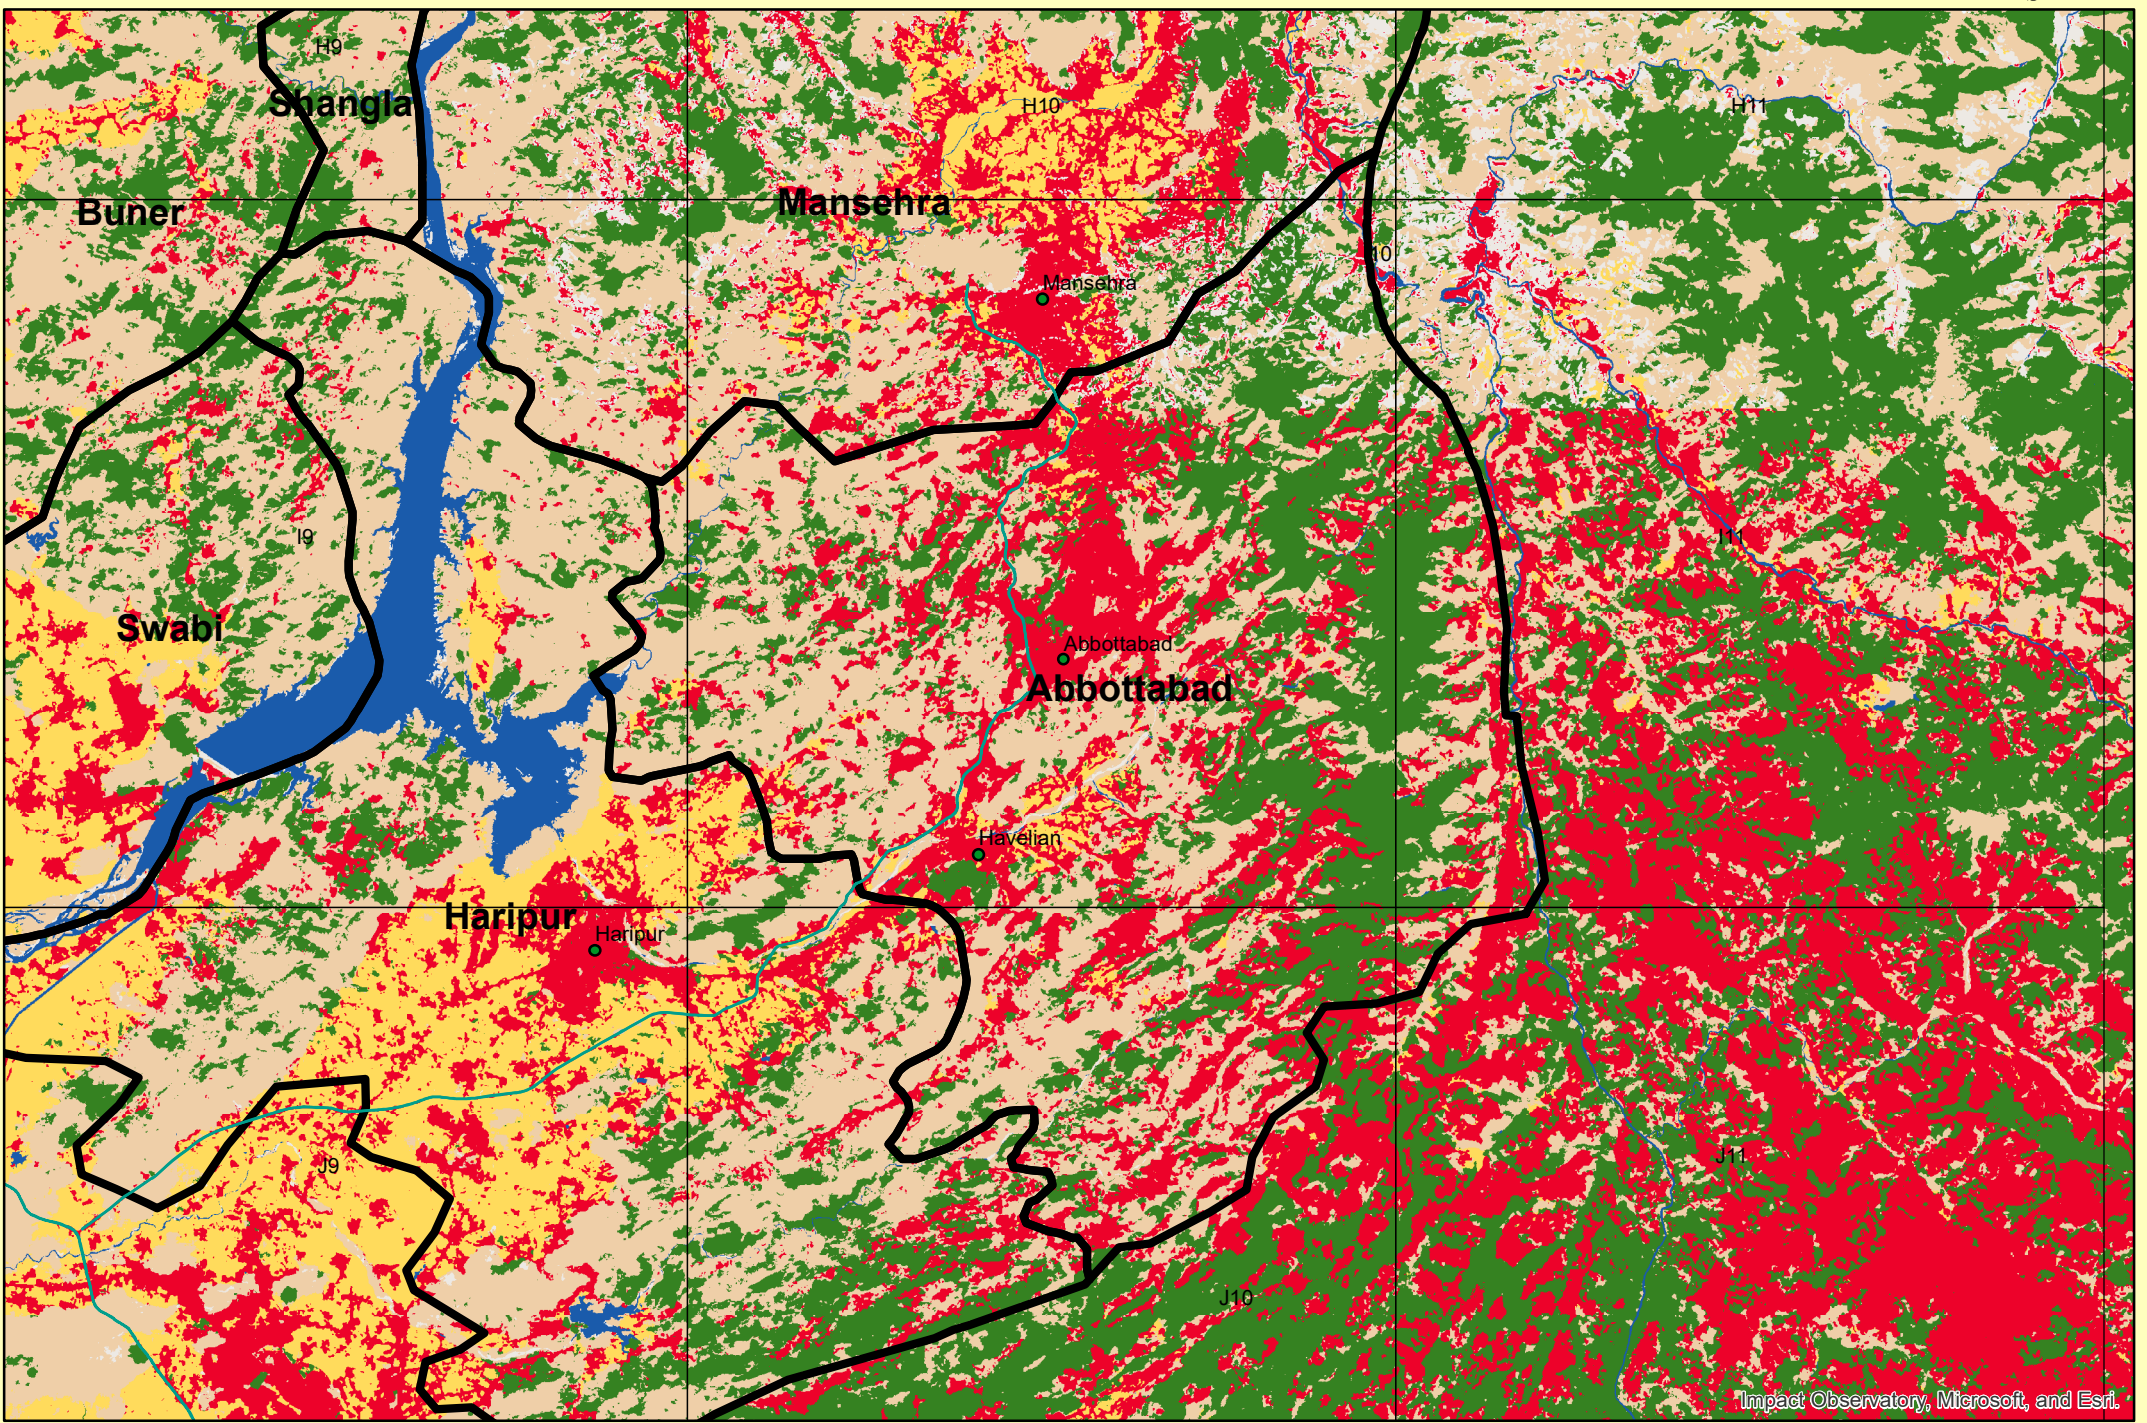 H9
Shangla
H10
H11
Mansehra
Buner
10
Mansehra
I9
I11
Swabi
Abbottabad
Abbottabad
Havelian
Haripur
Haripur
J9
J11
J10
Impact Observatory, Microsoft, and Esri.